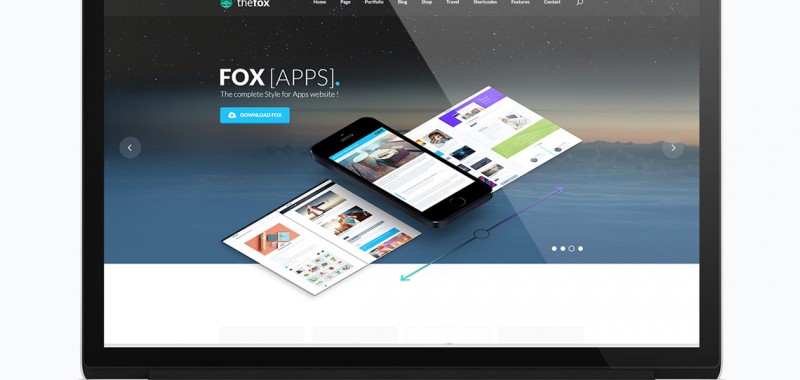 thefox
Home Page Portfolio Blog Shop Travel Shortcodes Features Contact
FOX [APPS].
The complete Style for Apps website !
DOWNLOAD FOX